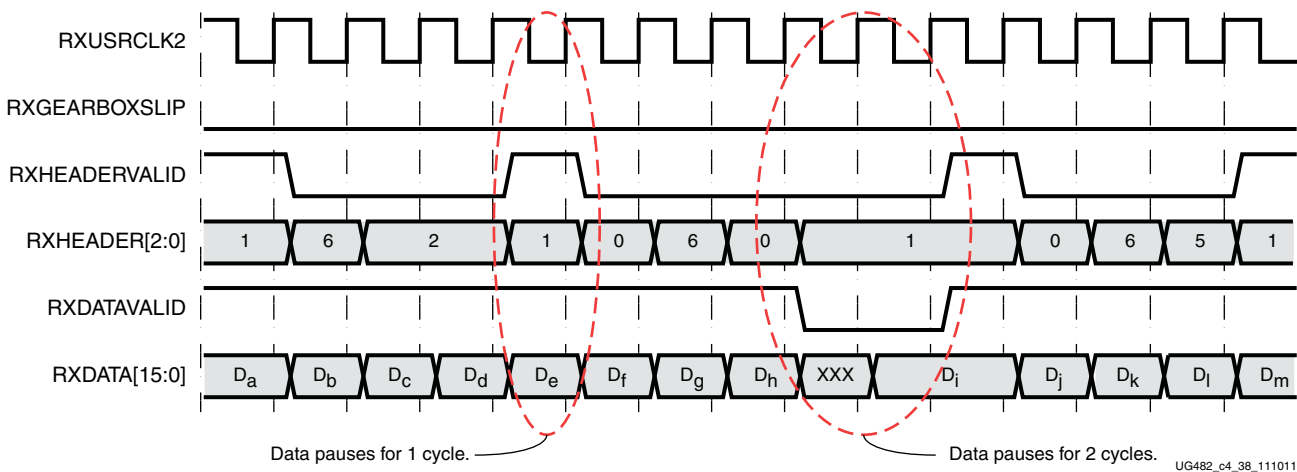 RXUSRCLK2
RXGEARBOXSLIP
RXHEADERVALID
RXHEADER[2:0] 1 6 2 1 0 6 0 1 0 6 5 1
RXDATAVALID
RXDATA[15:0] Da Db Dc Dd De Df Dg Dh XXX Di Dj Dk Dl Dm
Data pauses for 1 cycle. Data pauses for 2 cycles.
UG482_c4_38_111011